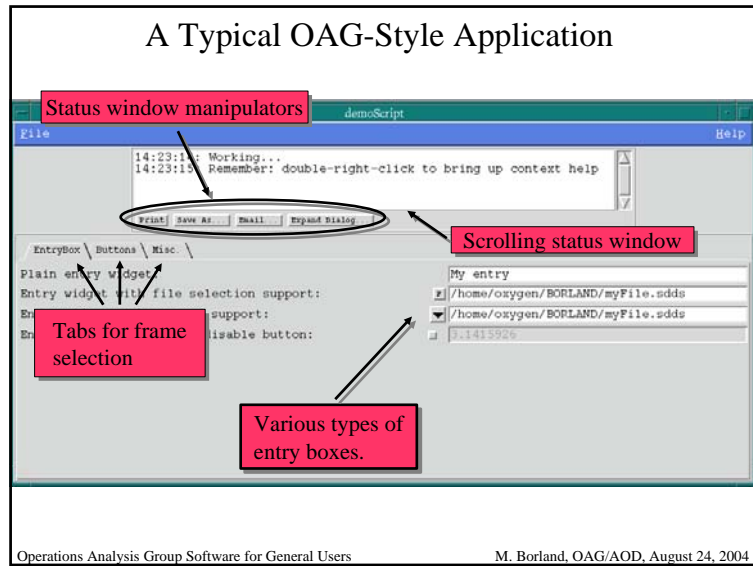 A Typical OAG-Style Application
Status window manipulators
demoScript
File
Help
14:23:14: Working...
14:23:15: Remember: double-right-click to bring up context help
Print
Save As...
Email...
Expand Dialog...
Scrolling status window
EntryBox
Buttons
Misc.
Plain entry widget:
My entry
Entry widget with file selection support:
F
/home/oxygen/BORLAND/myFile.sdds
support:
/home/oxygen/BORLAND/myFile.sdds
disable button:
3.1415926
Tabs for frame
selection
Various types of
entry boxes.
Operations Analysis Group Software for General Users
M. Borland, OAG/AOD, August 24, 2004